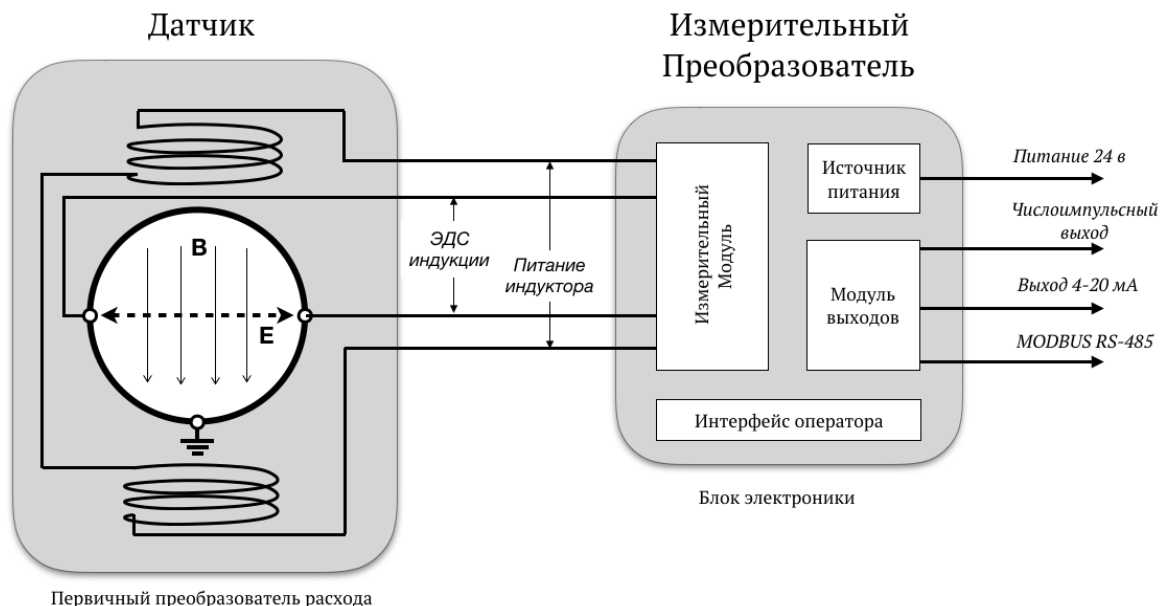 Датчик
Измерительный
Преобразователь
B
E
ЭДС
индукции
Питание
индуктора
Измерительный
Модуль
Источник
питания
Модуль
выходов
Интерфейс оператора
Питание 24 в
Числоимпульсный
выход
Выход 4-20 мА
MODBUS RS-485
Блок электроники
Первичный преобразователь расхода